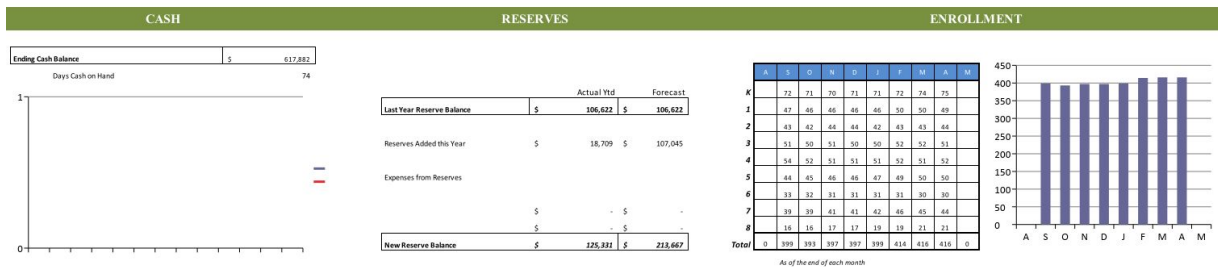 CASH RESERVES ENROLLMENT
Ending Cash Balance $ 617,882
Days Cash on Hand 74
1
0
Actual Ytd Forecast
Last Year Reserve Balance $ 106,622 $ 106,622
Reserves Added this Year $ 18,709 $ 107,045
Expenses from Reserves
$ - $ -
$ - $ -
New Reserve Balance $ 125,331 $ 213,667
A S O N D J F M A M
K 72 71 70 71 71 72 74 75
1 47 46 46 46 46 50 50 49
2 43 42 44 44 42 43 43 44
3 51 50 51 50 50 52 52 51
4 54 52 51 51 51 52 51 52
5 44 45 46 46 47 49 50 50
6 33 32 31 31 31 31 30 30
7 39 39 41 41 42 46 45 44
8 16 16 17 17 19 19 21 21
Total 0 399 393 397 397 399 414 416 416 0
As of the end of each month
450
400
350
300
250
200
150
100
50
0
A S O N D J F M A M